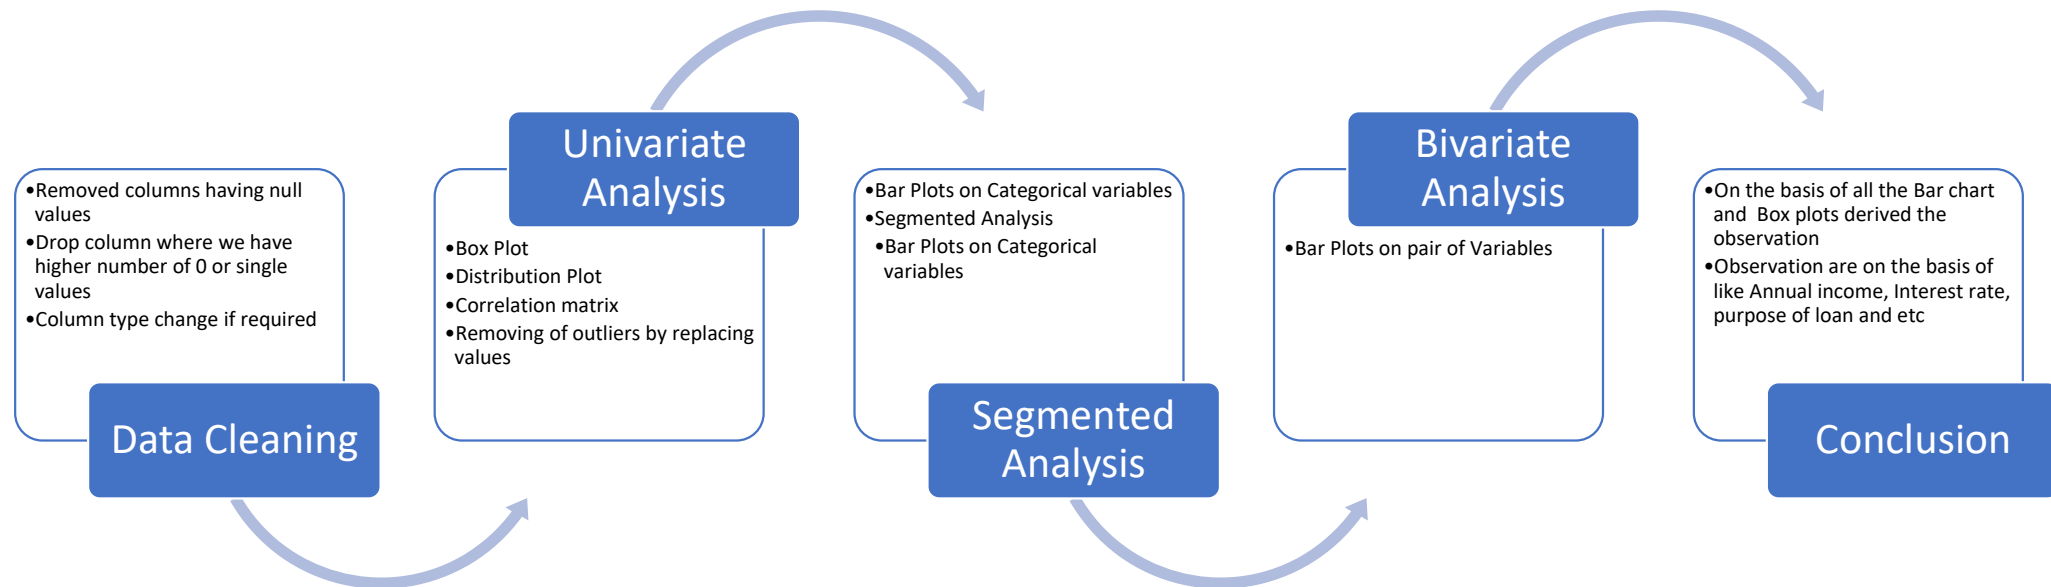 •Removed columns having null
values
•Drop column where we have
higher number of 0 or single
values
•Column type change if required
Data Cleaning
Univariate
Analysis
•Box Plot
•Distribution Plot
•Correlation matrix
•Removing of outliers by replacing
values
•Bar Plots on Categorical variables
•Segmented Analysis
•Bar Plots on Categorical
variables
Segmented
Analysis
Bivariate
Analysis
•Bar Plots on pair of Variables
•On the basis of all the Bar chart
and Box plots derived the
observation
•Observation are on the basis of
like Annual income, Interest rate,
purpose of loan and etc
Conclusion